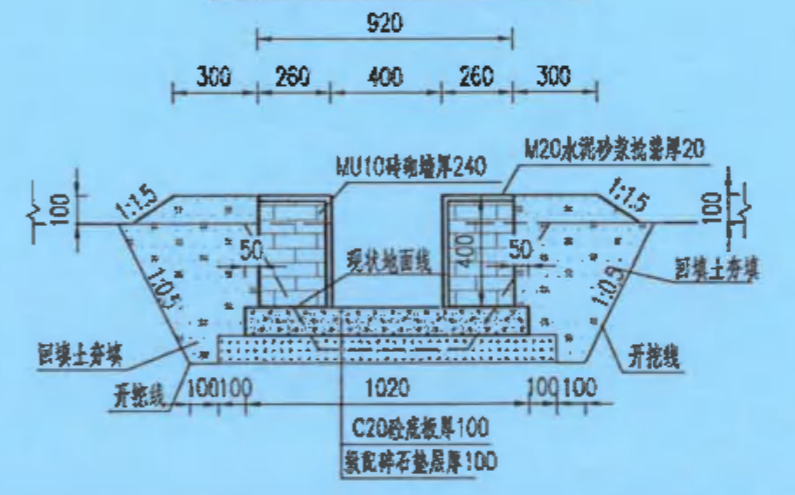 920
300 260 400 260 300
M20水泥砂浆抹灰厚20
MU10砖砌墙厚240
100 1:1.5 1:1.5 100
50 现状地面线 400 50
1:0.5 1:0.5 回填土夯填
回填土夯填 开挖线
开挖线 100 100 1020 100 100
C20砼底板厚100
级配碎石垫层厚100